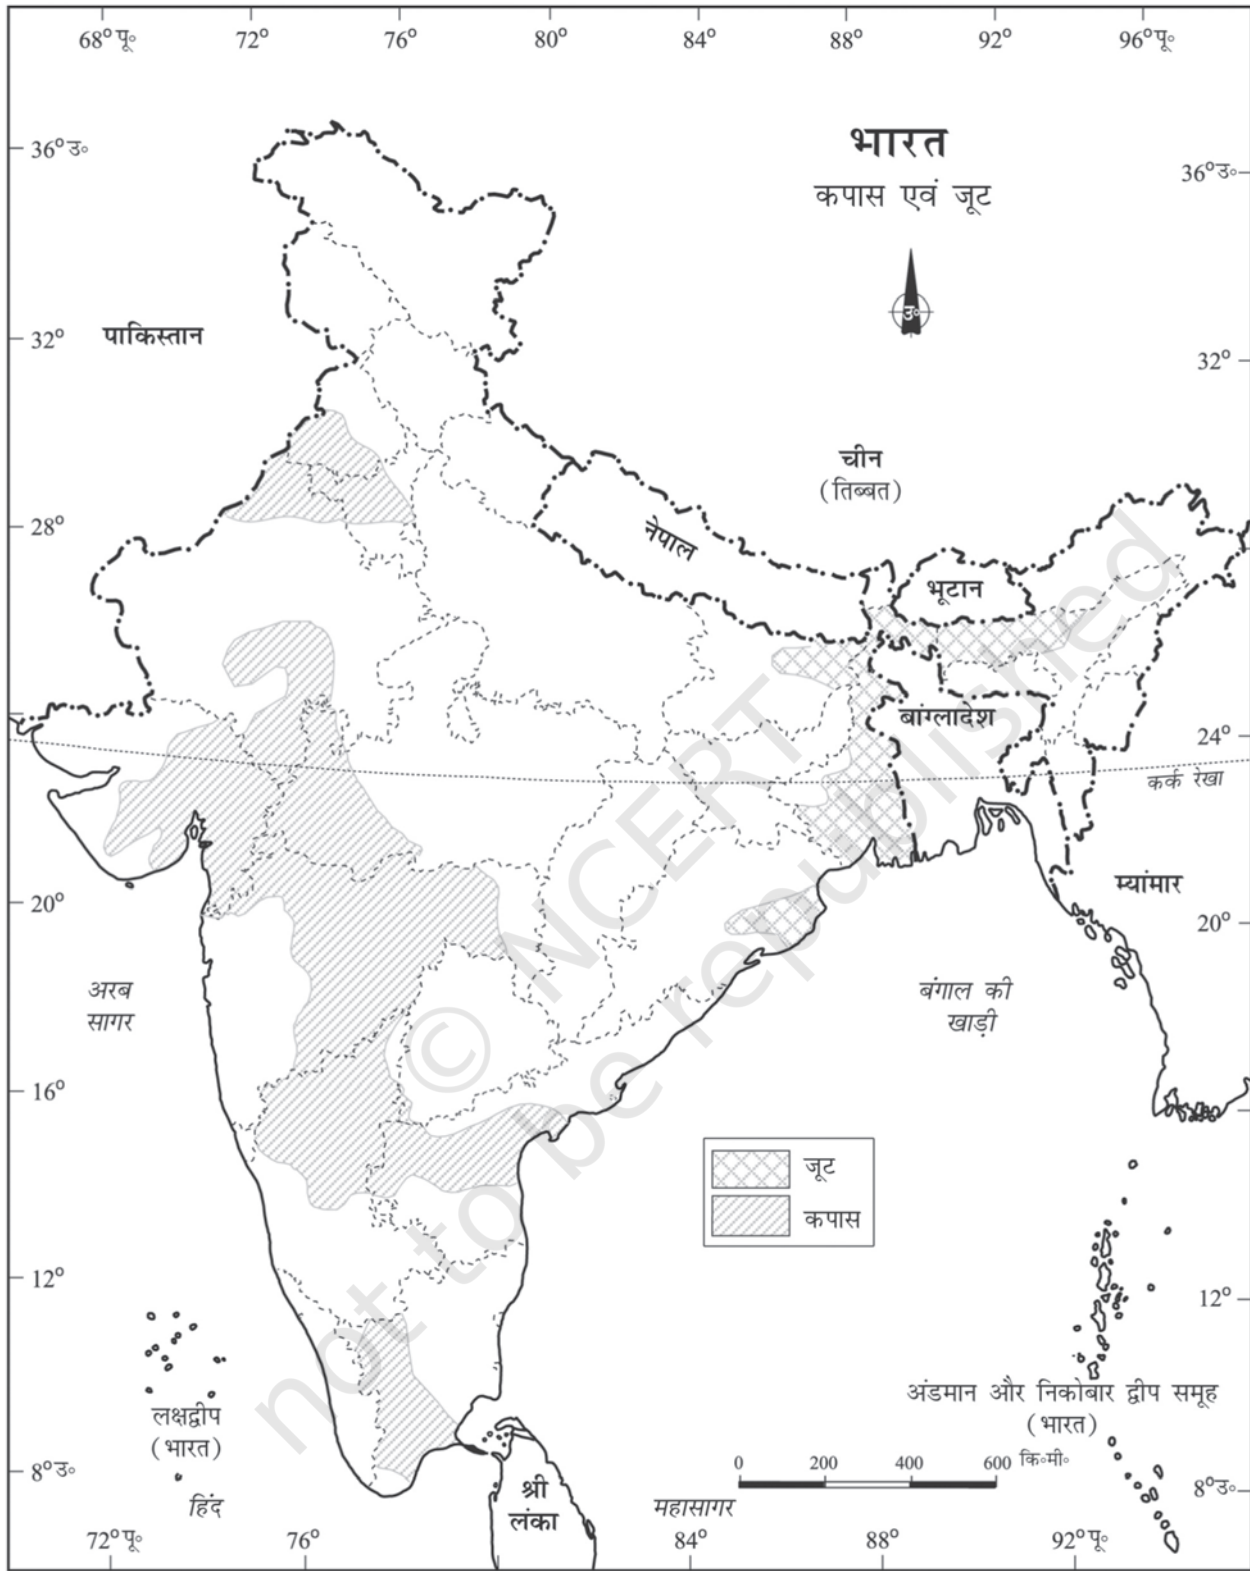 68°पू॰ 72° 76° 80° 84° 88° 92° 96°पू॰
भारत
कपास एवं जूट
36°उ॰
36°उ॰
उ॰
पाकिस्तान
32°
32°
चीन
(तिब्बत)
28°
नेपाल
भूटान
बांग्लादेश
24°
कर्क रेखा
म्यांमार
20°
20°
अरब
सागर
बंगाल की
खाड़ी
16°
जूट
कपास
12°
12°
अंडमान और निकोबार द्वीप समूह
(भारत)
लक्षद्वीप
(भारत)
0 200 400 600 कि॰मी॰
8°उ॰
8°उ॰
श्री
लंका
हिंद
महासागर
72°पू॰ 76° 84° 88° 92°पू॰
© NCERT
not to be republished